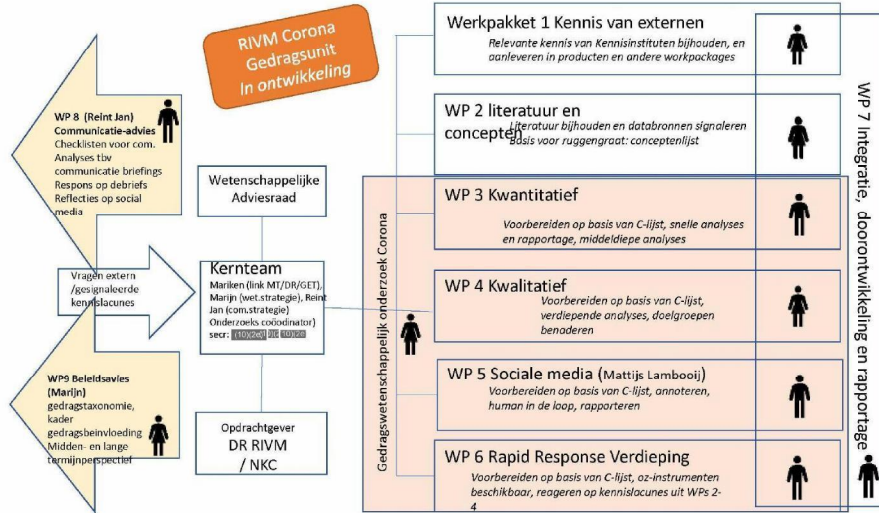 RIVM Corona
Gedragsunit
In ontwikkeling
WP 8 (Reint Jan)
Communicatie-advies
Checklisten voor com.
Analyses tbv
communicatie briefings
Respons op debriefs
Reflecties op social
media
Wetenschappelijke
Adviesraad
Vragen extern
/gesignaleerde
kennislacunes
Kernteam
Mariken (link MT/DR/GET),
Marijn (wet.strategie), Reint
Jan (com.strategie)
Onderzoeks coöodinator)
secr: (10)(2e) 10)(2e
WP9 Beleidsavies
(Marijn)
gedragstaxonomie,
kader
gedragsbeinvloeding
Midden- en lange
termijnperspectief
Opdrachtgever
DR RIVM
/ NKC
Gedragswetenschappelijk onderzoek Corona
Werkpakket 1 Kennis van externen
Relevante kennis van Kennisinstituten bijhouden, en
aanleveren in producten en andere workpackages
WP 2 literatuur en
concepten
Literatuur bijhouden en databronnen signaleren
Basis voor ruggengraat: conceptenlijst
WP 3 Kwantitatief
Voorbereiden op basis van C-lijst, snelle analyses
en rapportage, middeldiepe analyses
WP 4 Kwalitatief
Voorbereiden op basis van C-lijst,
verdiepende analyses, doelgroepen
benaderen
WP 5 Sociale media (Mattijs Lambooij)
Voorbereiden op basis van C-lijst, annoteren,
human in de loop, rapporteren
WP 6 Rapid Response Verdieping
Voorbereiden op basis van C-lijst, oz-instrumenten
beschikbaar, reageren op kennislacunes uit WPs 2-
4
WP 7 Integratie, doorontwikkeling en rapportage